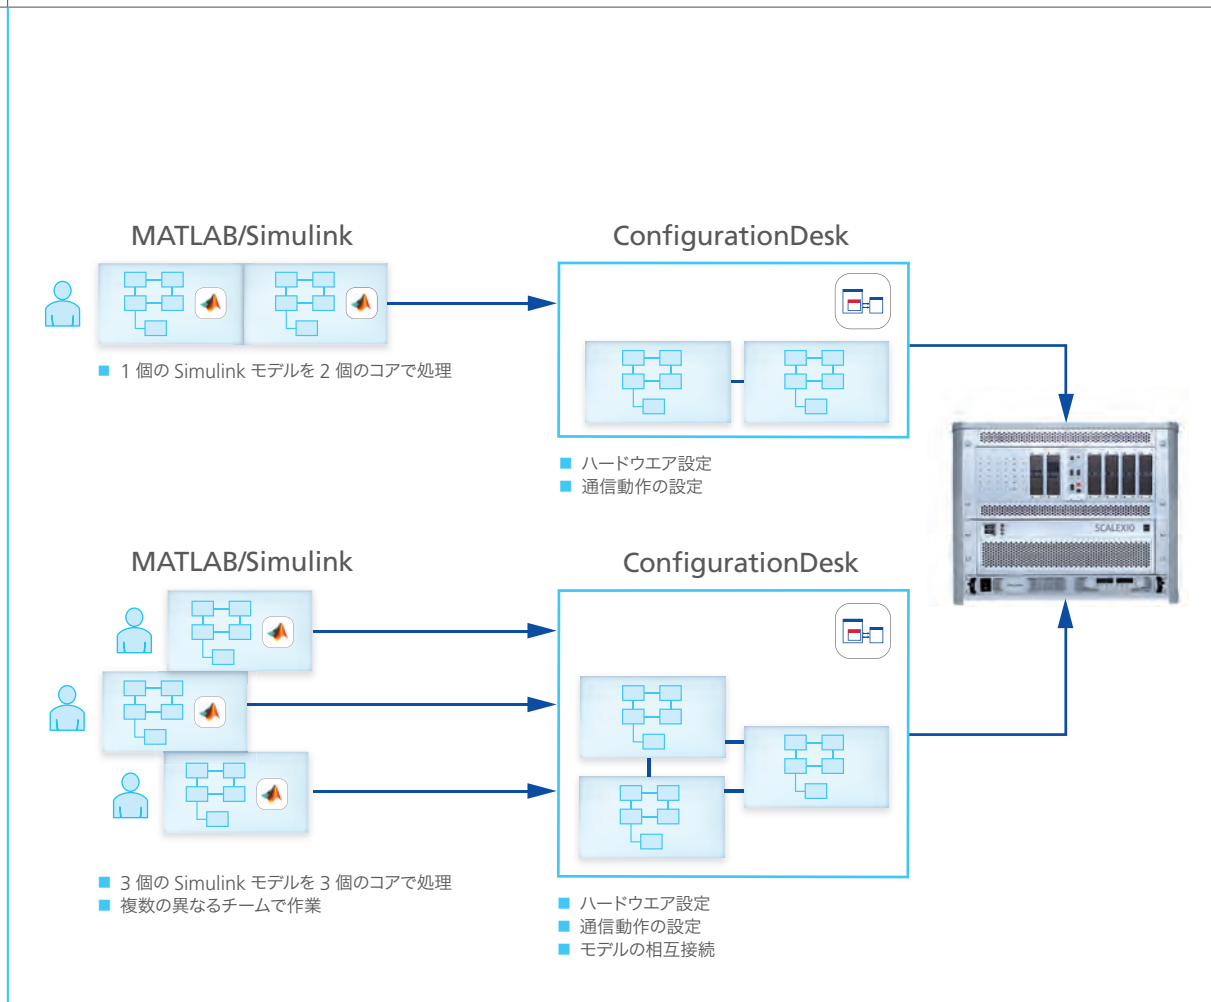 MATLAB/Simulink
ConfigurationDesk
■ 1 個の Simulink モデルを 2 個のコアで処理
■ ハードウエア設定
■ 通信動作の設定
SCALEXIO
MATLAB/Simulink
ConfigurationDesk
■ 3 個の Simulink モデルを 3 個のコアで処理
■ 複数の異なるチームで作業
■ ハードウエア設定
■ 通信動作の設定
■ モデルの相互接続